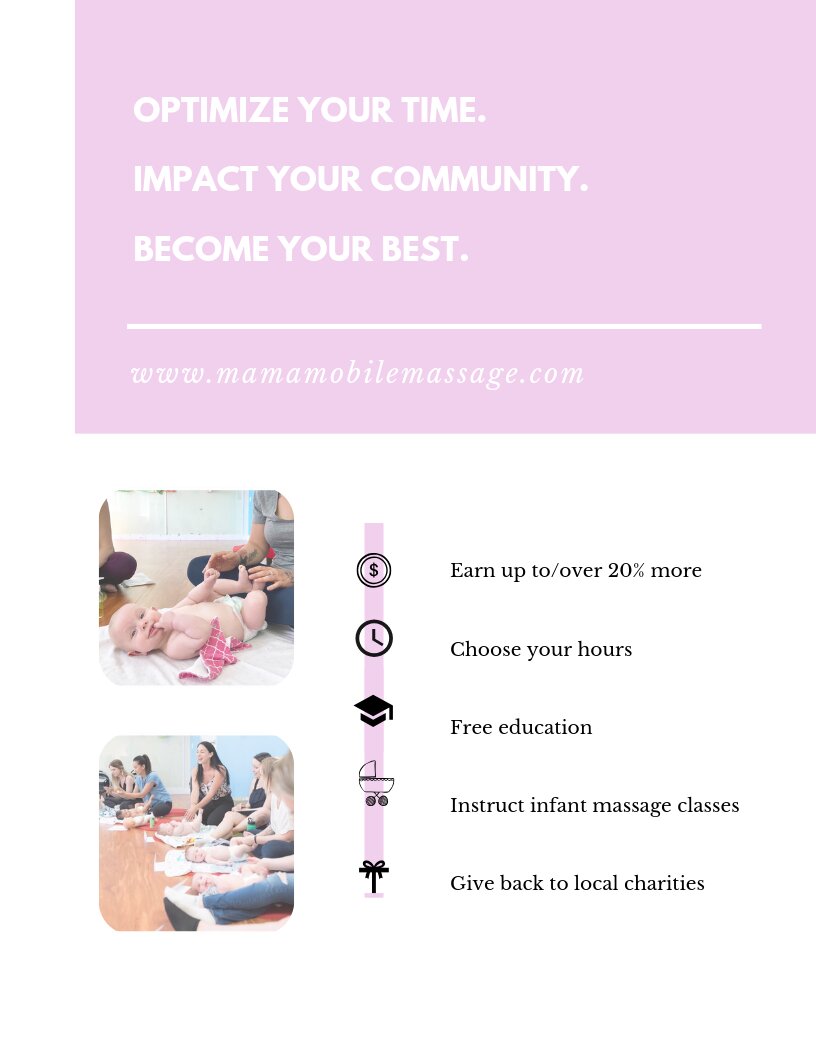 OPTIMIZE YOUR TIME.
IMPACT YOUR COMMUNITY.
BECOME YOUR BEST.
www.mamamobilemassage.com
$
Earn up to/over 20% more
Choose your hours
Free education
Instruct infant massage classes
Give back to local charities